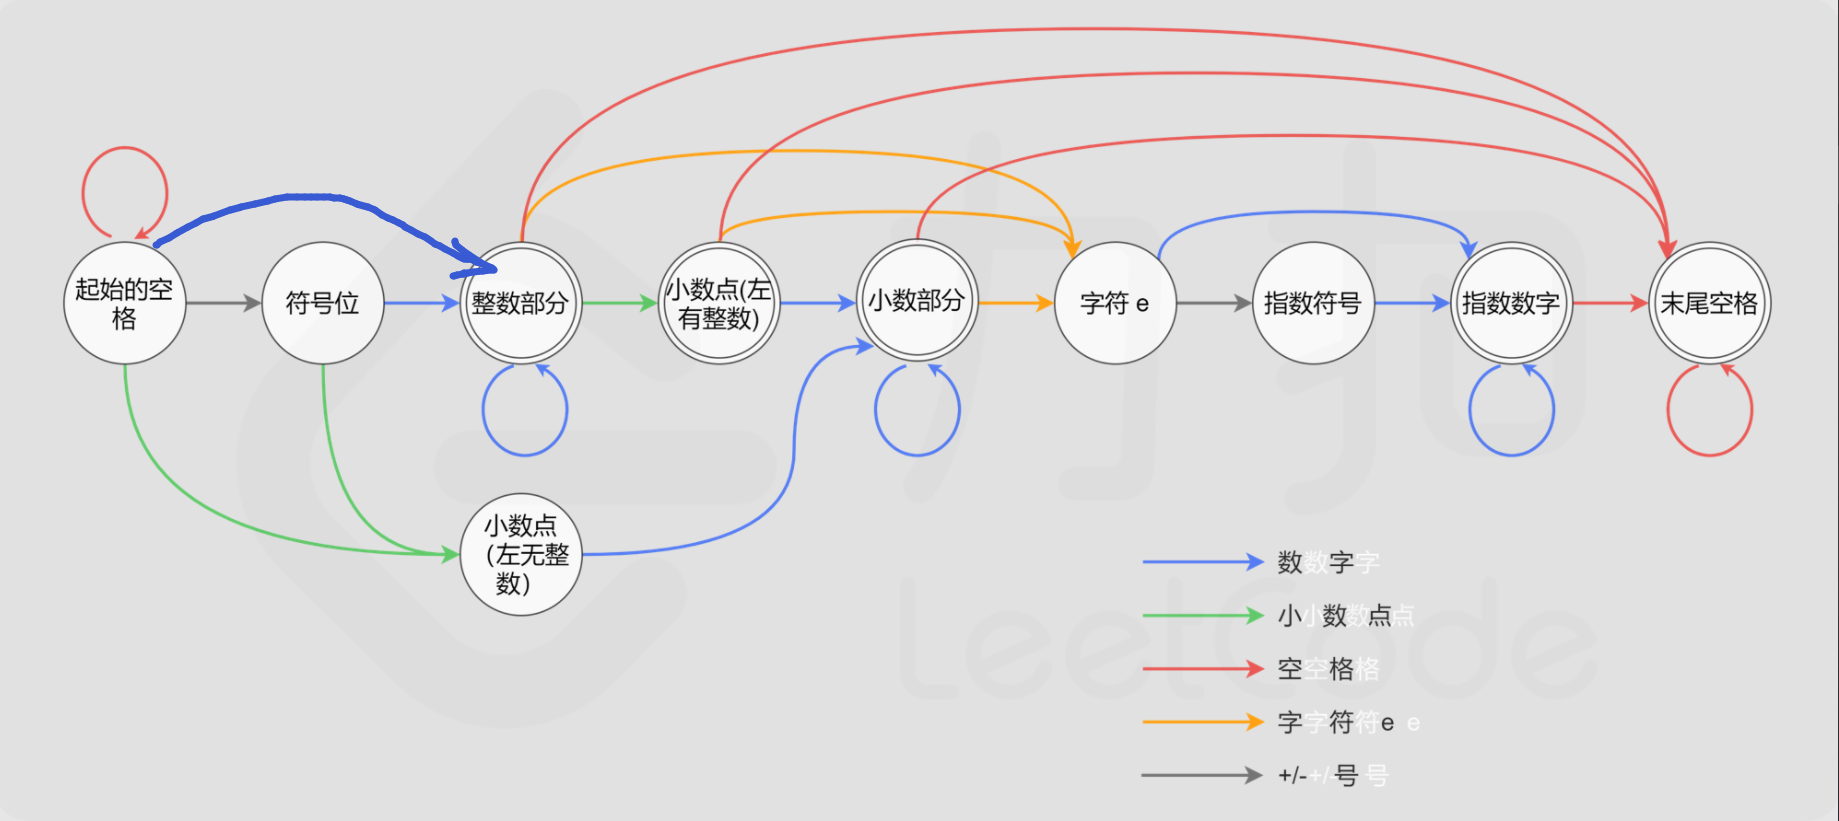 起始的空
格
符号位
整数部分
小数点(左
有整数)
小数部分
字符 e
指数符号
指数数字
末尾空格
小数点
(左无整
数)
数数字字
小小数数点点
空空格格
字字符符e e
+/-+/-号 号
力扣
LeetCode